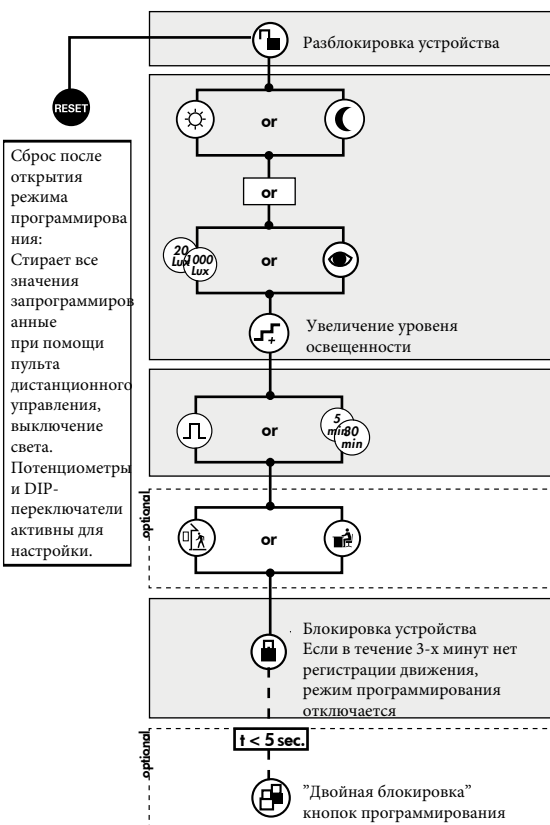 Разблокировка устройства
RESET
or
or
Сброс после
открытия
режима
программирова
ния:
Стирает все
значения
запрограммиров
анные
при помощи
пульта
дистанционного
управления,
выключение
света.
Потенциометры
и DIP-
переключатели
активны для
настройки.
20
Lux
1000
Lux
or
Увеличение уровеня
освещенности
+
or
5
min
30
min
optional
or
Блокировка устройства
Если в течение 3-х минут нет
регистрации движения,
режим программирования
отключается
optional
t < 5 sec.
"Двойная блокировка"
кнопок программирования